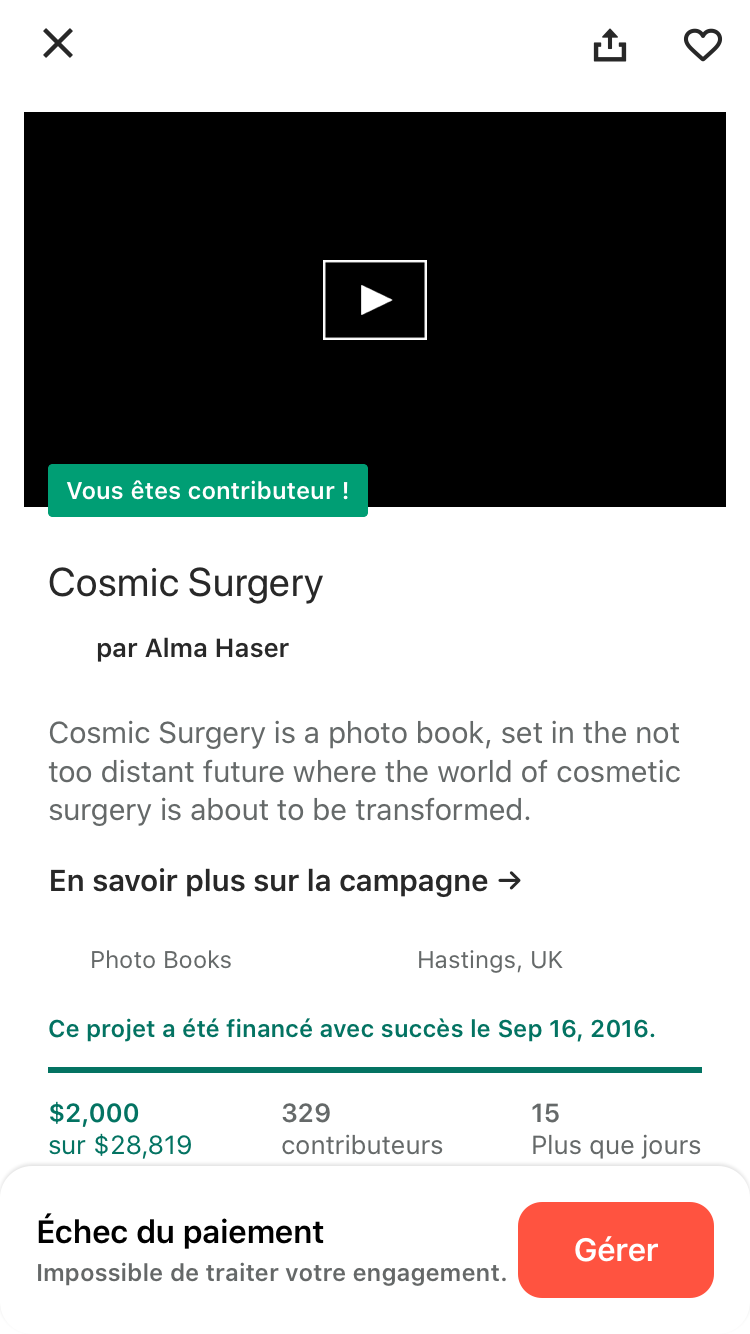 Vous êtes contributeur !
Cosmic Surgery
par Alma Haser
Cosmic Surgery is a photo book, set in the not
too distant future where the world of cosmetic
surgery is about to be transformed.
En savoir plus sur la campagne →
Photo Books
Hastings, UK
Ce projet a été financé avec succès le Sep 16, 2016.
$2,000
sur $28,819
329
contributeurs
15
Plus que jours
Échec du paiement
Impossible de traiter votre engagement.
Gérer